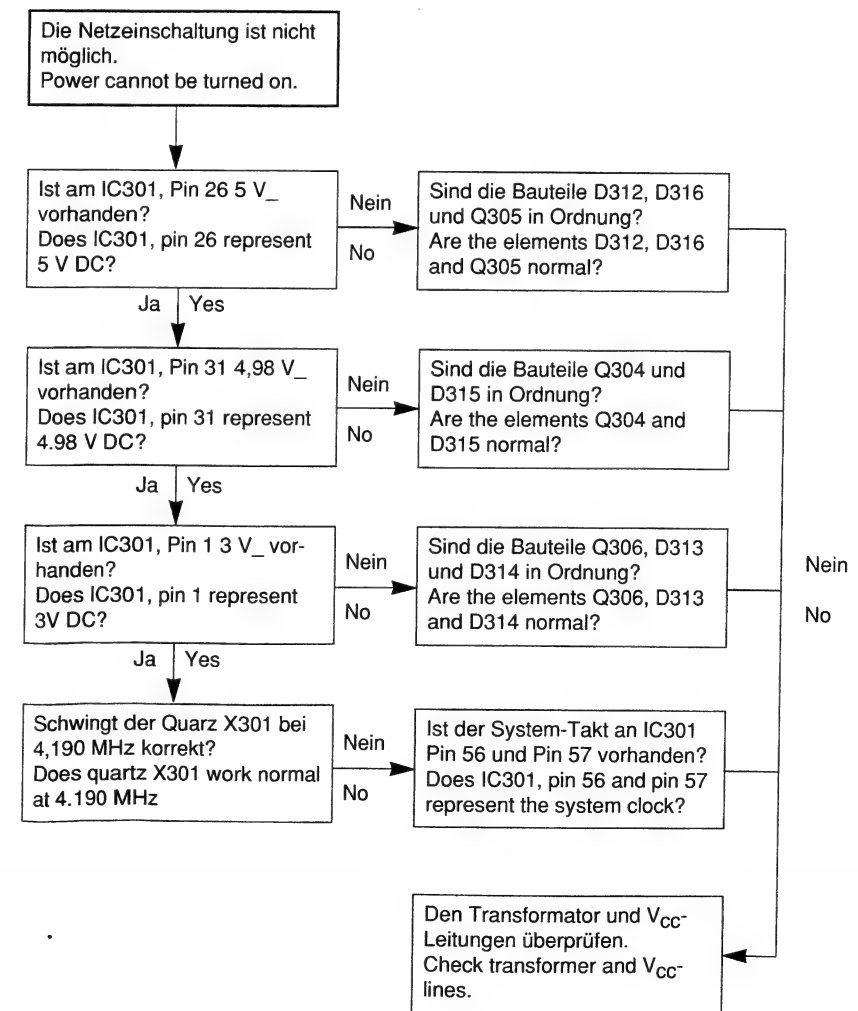 Die Netzeinschaltung ist nicht
möglich.
Power cannot be turned on.
Ist am IC301, Pin 26 5 V_
vorhanden?
Does IC301, pin 26 represent
5 V DC?
Nein
No
Sind die Bauteile D312, D316
und Q305 in Ordnung?
Are the elements D312, D316
and Q305 normal?
Ja Yes
Ist am IC301, Pin 31 4,98 V_
vorhanden?
Does IC301, pin 31 represent
4.98 V DC?
Nein
No
Sind die Bauteile Q304 und
D315 in Ordnung?
Are the elements Q304 and
D315 normal?
Ja Yes
Ist am IC301, Pin 1 3 V_ vor-
handen?
Does IC301, pin 1 represent
3V DC?
Nein
No
Sind die Bauteile Q306, D313
und D314 in Ordnung?
Are the elements Q306, D313
and D314 normal?
Nein
No
Ja Yes
Schwingt der Quarz X301 bei
4,190 MHz korrekt?
Does quartz X301 work normal
at 4.190 MHz
Nein
No
Ist der System-Takt an IC301
Pin 56 und Pin 57 vorhanden?
Does IC301, pin 56 and pin 57
represent the system clock?
Den Transformator und VCC-
Leitungen überprüfen.
Check transformer and VCC-
lines.